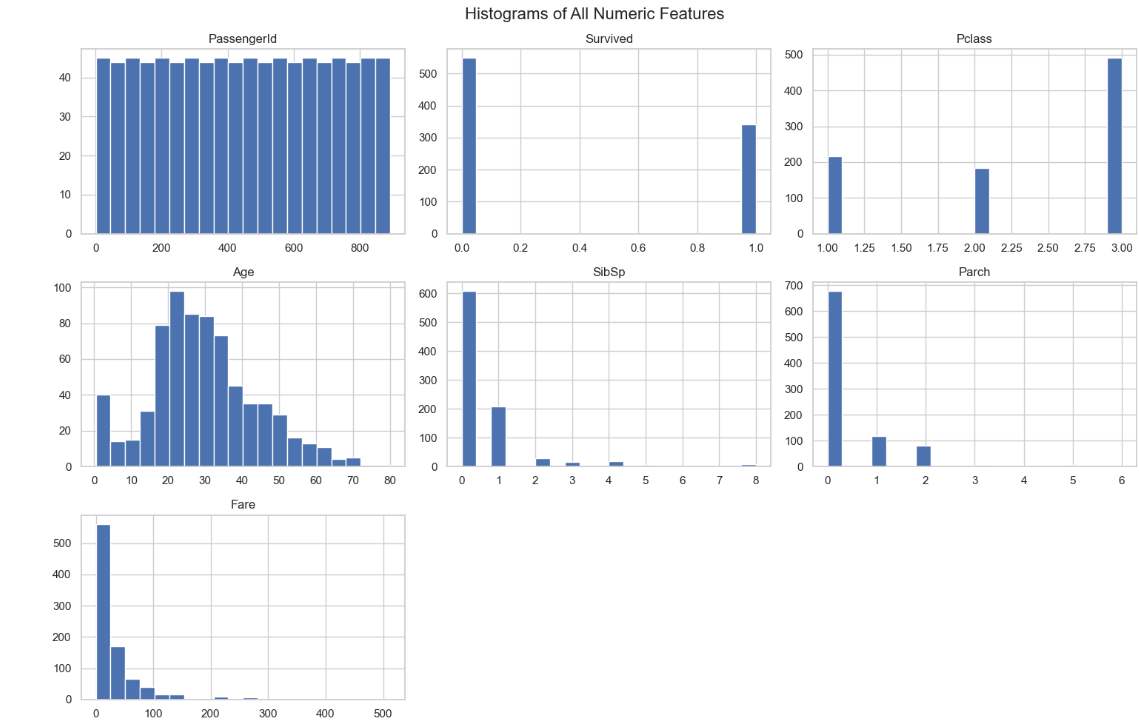 Histograms of All Numeric Features
PassengerId
40
30
20
10
0
0 200 400 600 800
Survived
500
400
300
200
100
0
0.0 0.2 0.4 0.6 0.8 1.0
Pclass
500
400
300
200
100
0
1.00 1.25 1.50 1.75 2.00 2.25 2.50 2.75 3.00
Age
100
80
60
40
20
0
0 10 20 30 40 50 60 70 80
SibSp
600
500
400
300
200
100
0
0 1 2 3 4 5 6 7 8
Parch
700
600
500
400
300
200
100
0
0 1 2 3 4 5 6
Fare
500
400
300
200
100
0
0 100 200 300 400 500